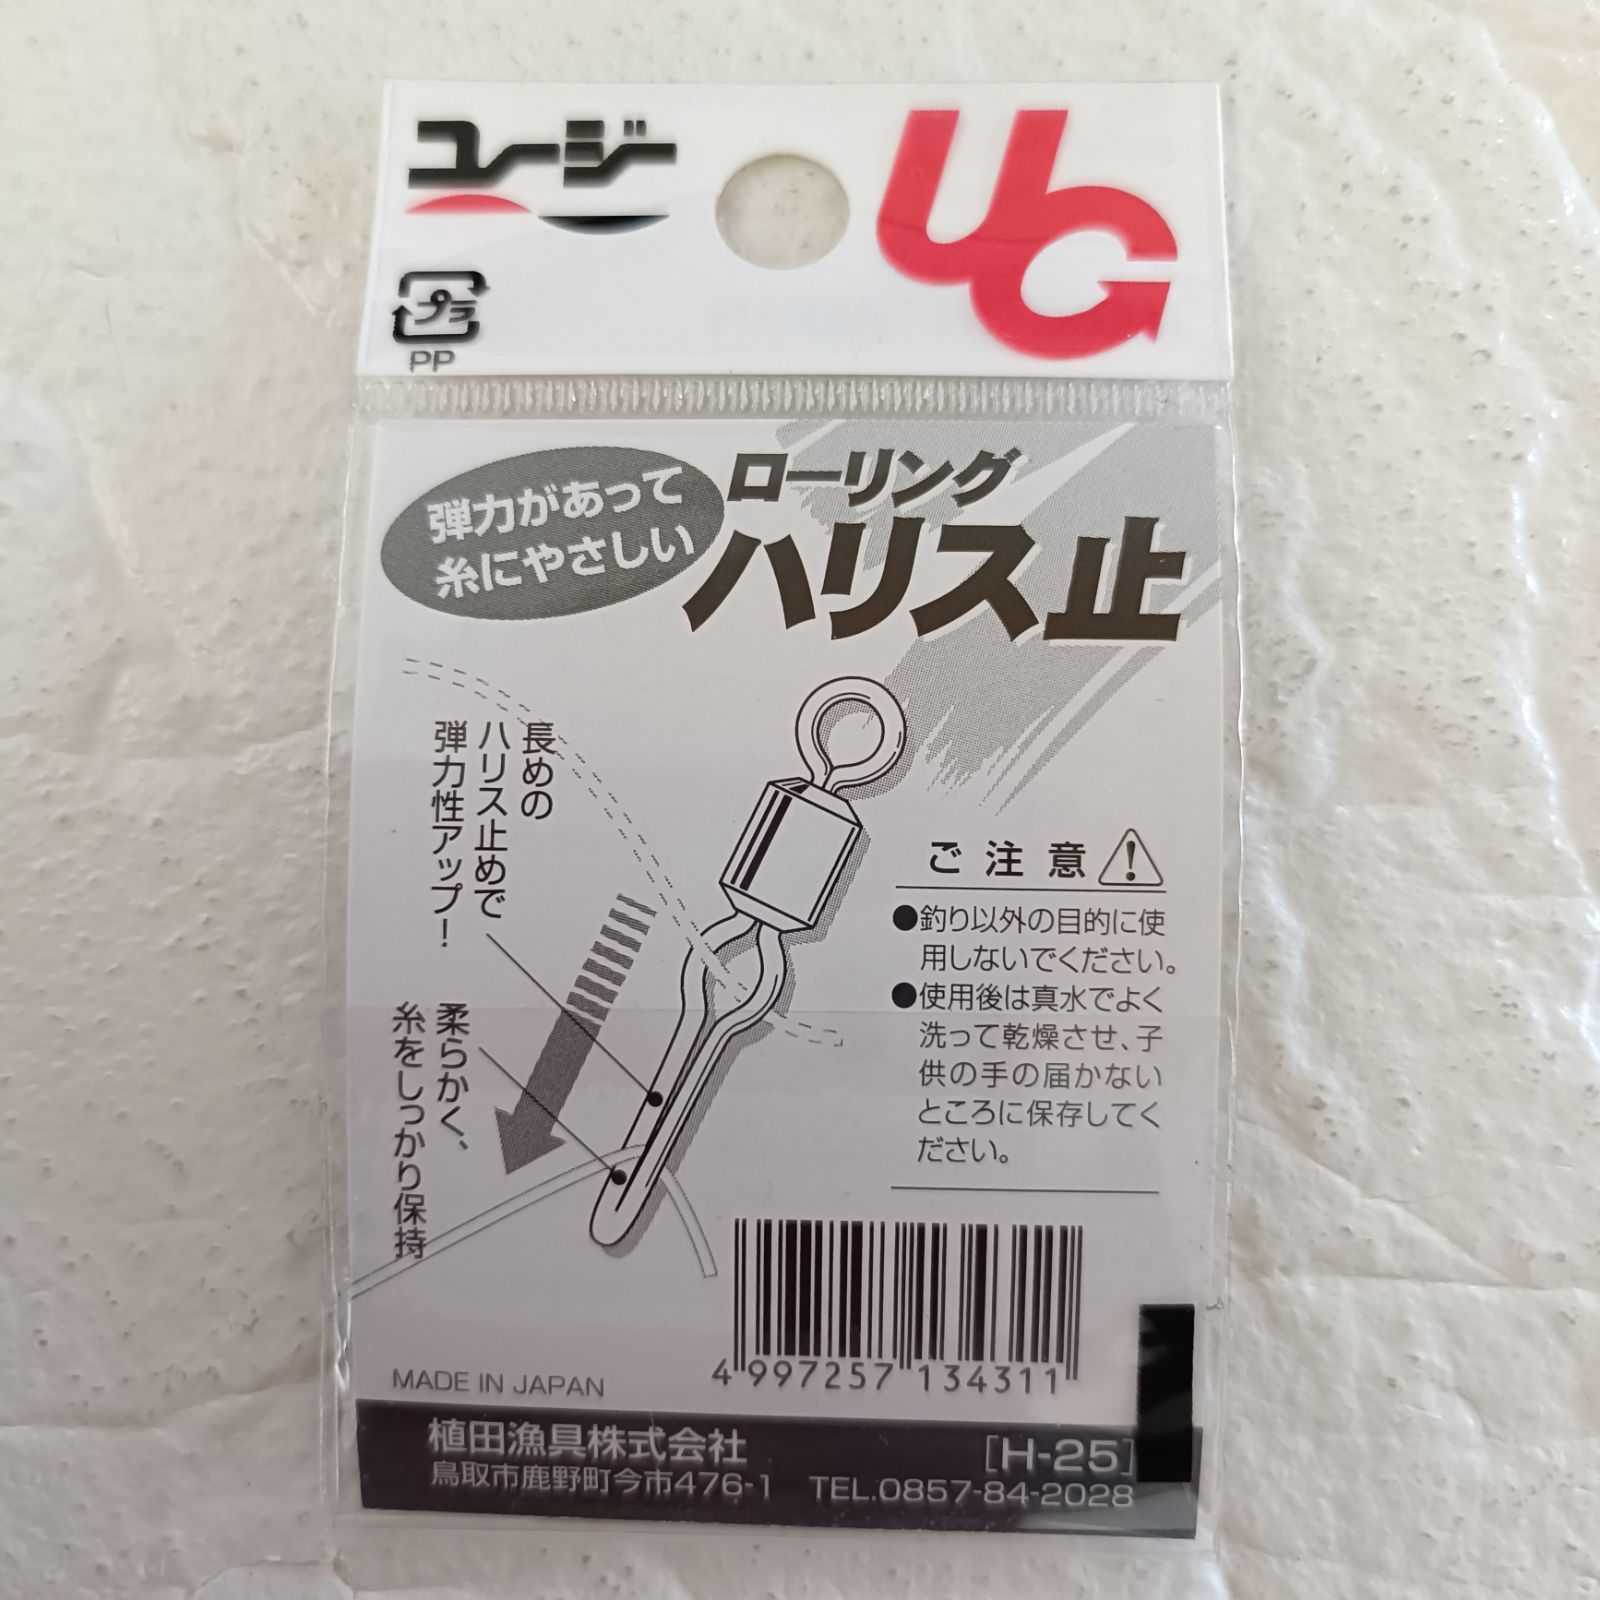 ユージー
UG
プラ
PP
弾力があって
糸にやさしい
ローリング
ハリス止
長めの
ハリス止めで
弾力性アップ!
柔らかく、
糸をしっかり保持
ご注意
!
●釣り以外の目的に使
用しないでください。
●使用後は真水でよく
洗って乾燥させ、子
供の手の届かない
ところに保存してく
ださい。
4 997257 134311
MADE IN JAPAN
植田漁具株式会社
[H-25]
鳥取市鹿野町今市476-1 TEL.0857-84-2028